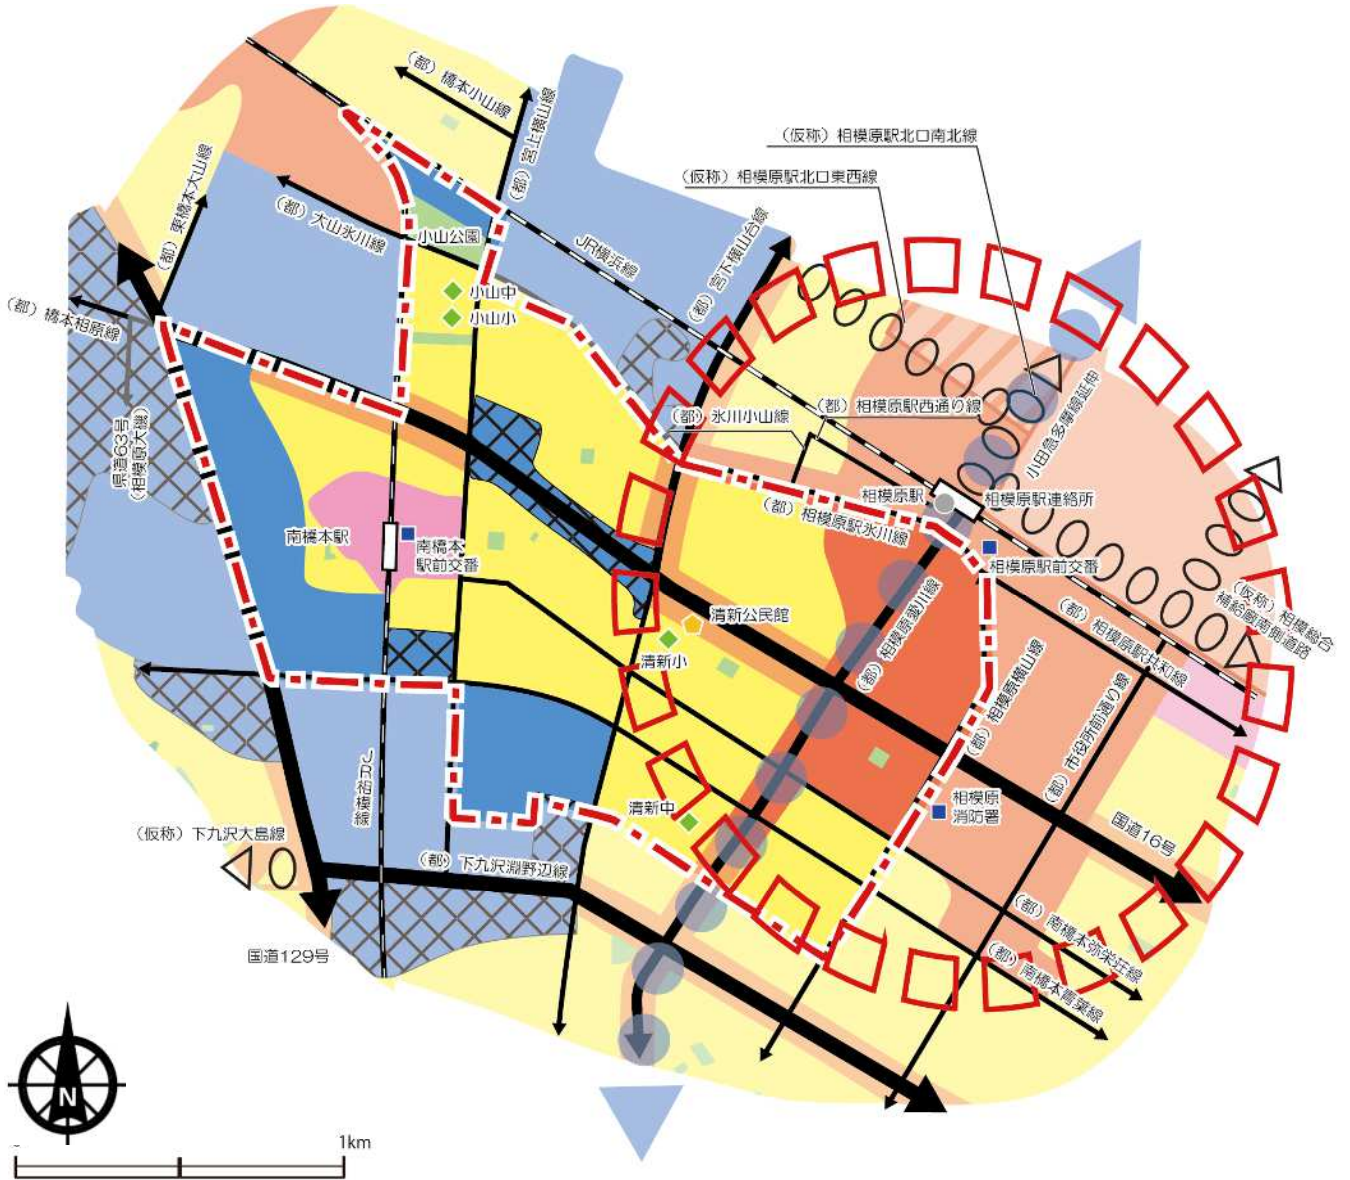 （都）橋本小山線
（都）宮上横山線
（仮称）相模原駅北口南北線
（仮称）相模原駅北口東西線
（都）東橋本大山線
（都）大山氷川線
小山公園
JR横浜線
（都）宮下横山台線
小山中
小山小
（都）橋本相原線
県道63号
（相模原大磯）
（都）氷川小山線
（都）相模原駅西通り線
小田急多摩線延伸
相模原駅
相模原駅連絡所
（都）相模原駅氷川線
南橋本駅
南橋本
駅前交番
相模原駅前交番
（仮称）相模総合
補給廠南側道路
清新公民館
清新小
（都）相模原愛川線
（都）相模原駅共和線
（都）相模原横山線
（都）市役所前通り線
JR相模線
清新中
相模原
消防署
国道16号
（仮称）下九沢大島線
（都）下九沢淵野辺線
国道129号
（都）南橋本弥栄荘線
（都）南橋本青葉線
N
1km